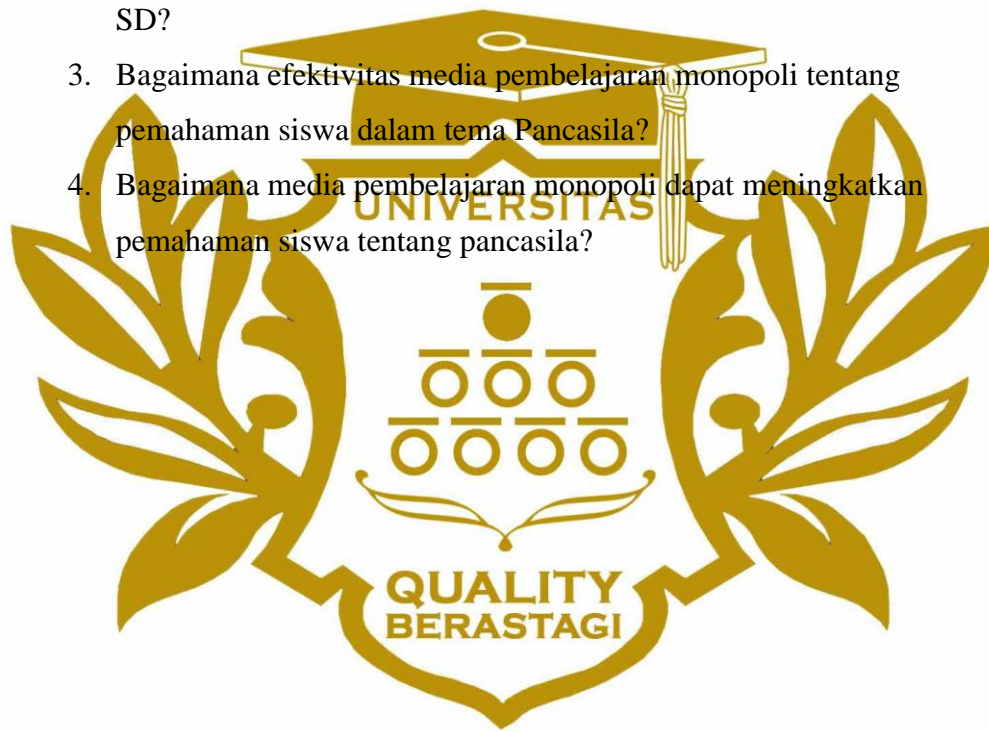 SD?
3. Bagaimana efektivitas media pembelajaran monopoli tentang
pemahaman siswa dalam tema Pancasila?
4. Bagaimana media pembelajaran monopoli dapat meningkatkan
pemahaman siswa tentang pancasila?
UNIVERSITAS
QUALITY
BERASTAGI